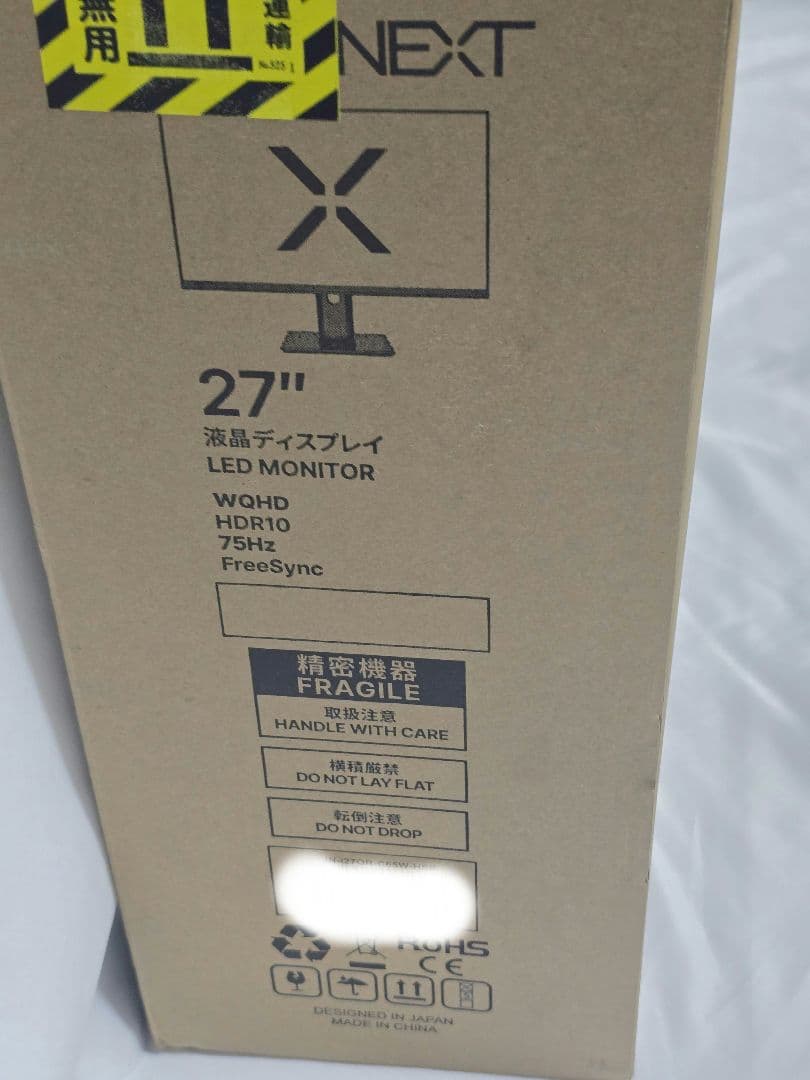 無用
運輸
No.525
NEXT
27"
液晶ディスプレイ
LED MONITOR
WQHD
HDR10
75Hz
FreeSync
精密機器
FRAGILE
取扱注意
HANDLE WITH CARE
横積厳禁
DO NOT LAY FLAT
転倒注意
DO NOT DROP
RoHS
CE
DESIGNED IN JAPAN
MADE IN CHINA